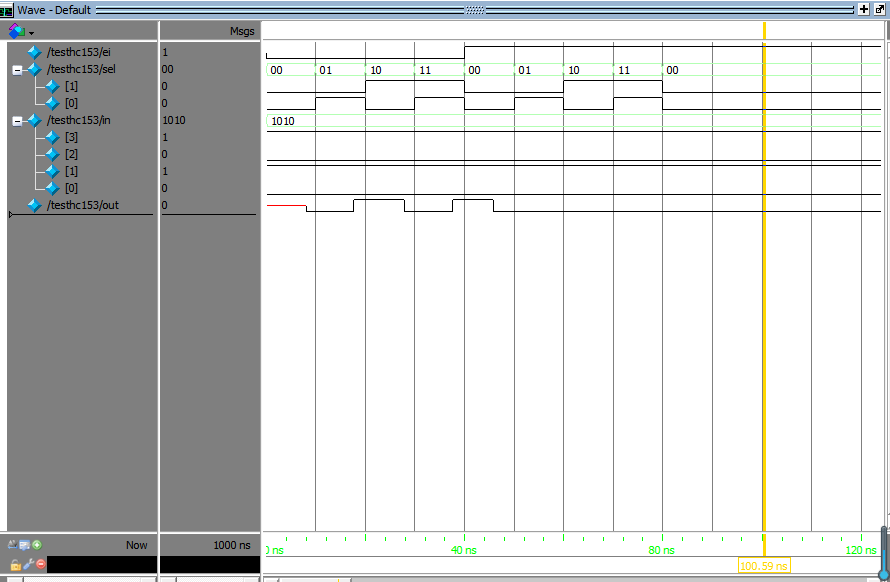 Wave - Default
Msgs
/testhc153/ei 1
/testhc153/sel 00 00 01 10 11 00 01 10 11 00
[1] 0
[0] 0
/testhc153/in 1010 1010
[3] 1
[2] 0
[1] 1
[0] 0
/testhc153/out 0
Now 1000 ns 0 ns 40 ns 80 ns 120 ns
100.59 ns